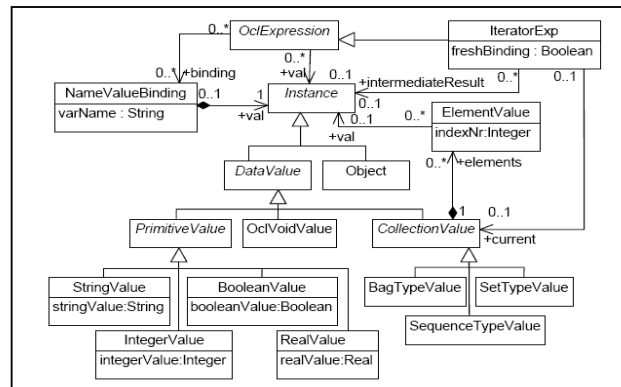 0..*
OclExpression
IteratorExp
freshBinding : Boolean
0..*
+binding
0..*
+val
0..1
0..*
0..1
+intermediateResult
NameValueBinding
varName : String
0..1
1
+val
Instance
0..1
+val
0..*
ElementValue
indexNr:Integer
0..*
+elements
DataValue
Object
1
0..1
+current
PrimitiveValue
OclVoidValue
CollectionValue
StringValue
stringValue:String
BooleanValue
booleanValue:Boolean
BagTypeValue
SetTypeValue
IntegerValue
integerValue:Integer
RealValue
realValue:Real
SequenceTypeValue